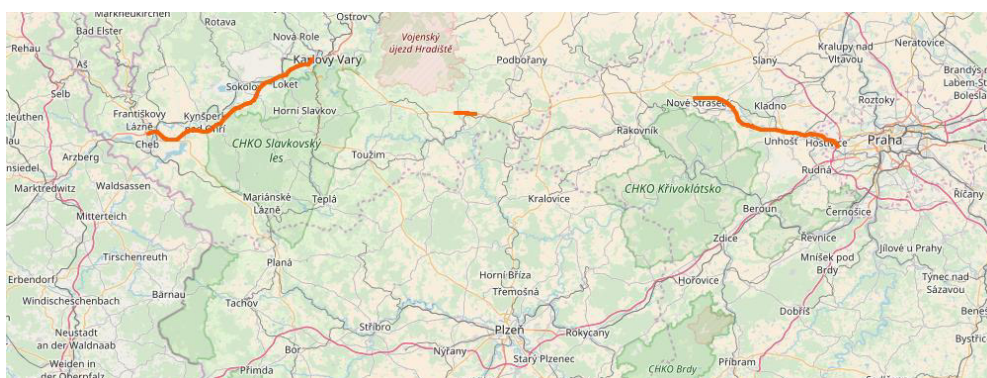 Markneukirchen
Bad Elster
Rotava
Ostrov
Rehau
Aš
Nová Role
Vojenský
újezd Hradiště
Podbořany
Slaný
Kralupy nad
Vltavou
Neratovice
Karlovy Vary
Selb
Sokolov
Loket
Brandýs n
Labem-St
Bolesla
Františkovy
Lázně
Kynšperk
nad Ohří
Horní Slavkov
Nové Strašecí
Kladno
Roztoky
Cheb
CHKO Slavkovský
les
Rakovník
Unhošť
Hostivice
Praha
Arzberg
Toužim
Rudná
Marktredwitz
Waldsassen
Mariánské
Lázně
Teplá
Kralovice
CHKO Křivoklátsko
Říčany
Mitterteich
Beroun
Černošice
Tirschenreuth
Planá
Zdice
Řevnice
Jílové u Prahy
Erbendorf
Bärnau
Horní Bříza
Třemošná
Hořovice
Mníšek pod
Brdy
Týnec nad
Sázavou
Windischeschenbach
Tachov
Stříbro
Plzeň
Dobříš
Neustadt
an der Waldnaab
Rokycany
Bor
Nýřany
Starý Plzenec
Příbram
Weiden in
der Oberpfalz
Přimda
CHKO Brdy